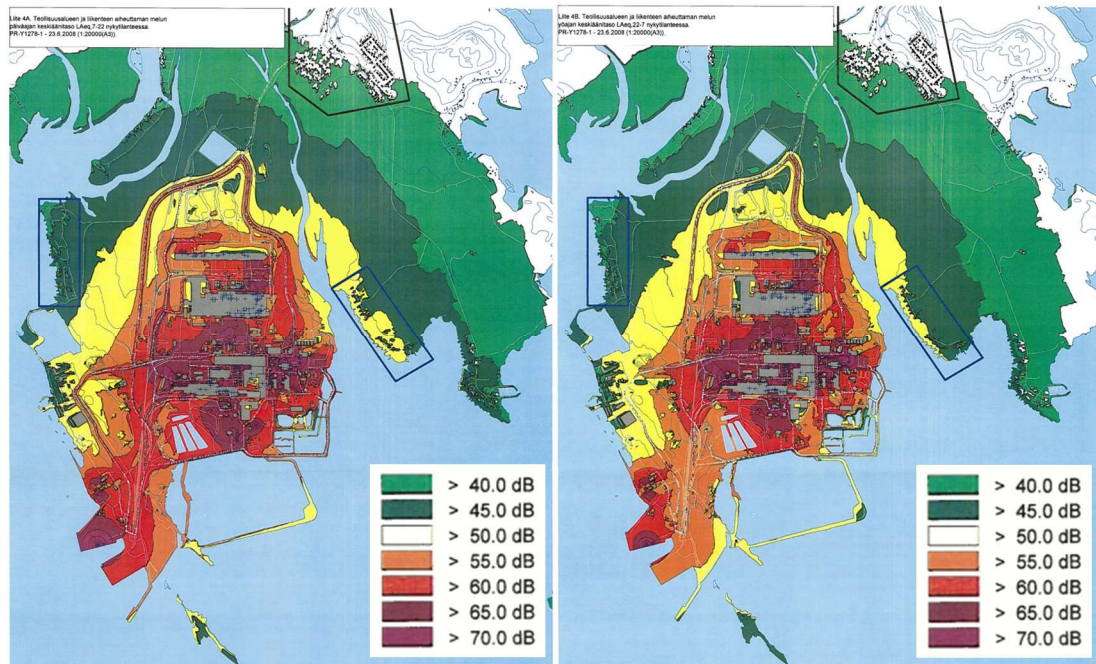 Liite 4A. Teollisuusalueen ja liikenteen aiheuttaman melun
päiväajan keskiäänitaso LAeq,7-22 nykytilanteessa.
PR-Y1278-1 - 23.6.2008 (1:20000(A3))
> 40.0 dB
> 45.0 dB
> 50.0 dB
> 55.0 dB
> 60.0 dB
> 65.0 dB
> 70.0 dB
Liite 4B. Teollisuusalueen ja liikenteen aiheuttaman melun
yöajan keskiäänitaso LAeq,22-7 nykytilanteessa.
PR-Y1278-1 - 23.6.2008 (1:20000(A3))
> 40.0 dB
> 45.0 dB
> 50.0 dB
> 55.0 dB
> 60.0 dB
> 65.0 dB
> 70.0 dB